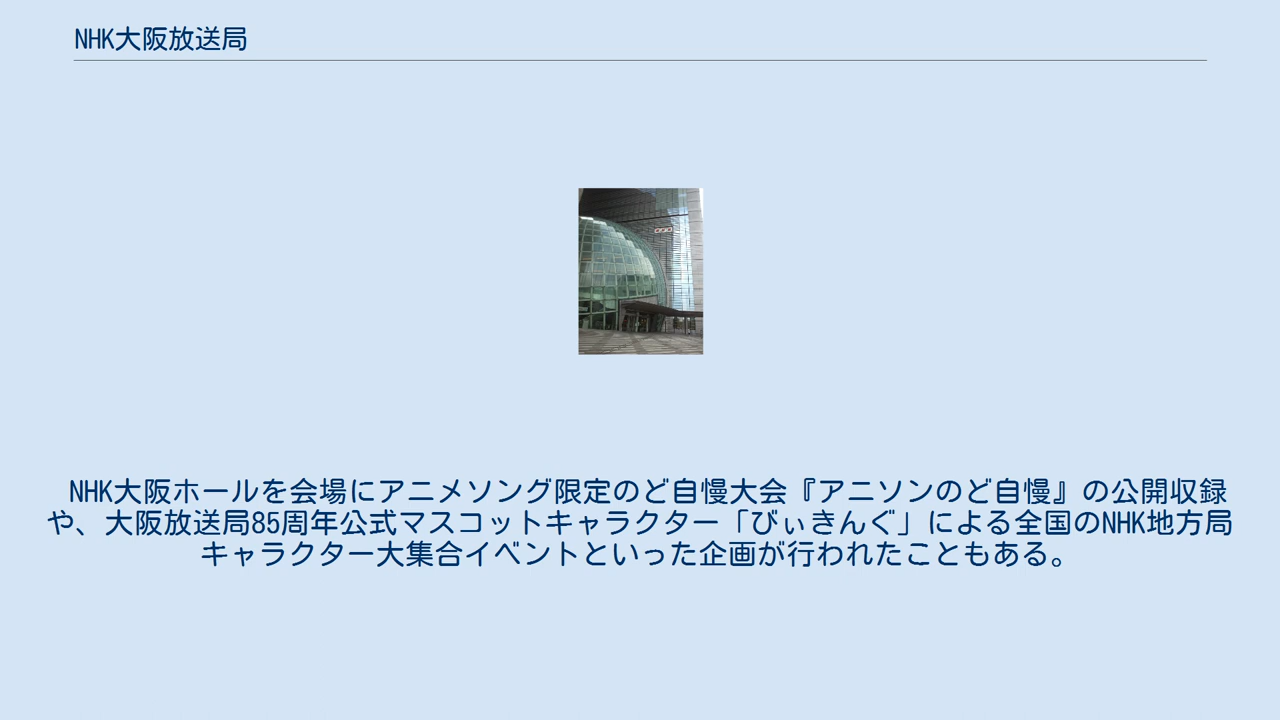 NHK大阪放送局
NHK大阪ホールを会場にアニメソング限定のど自慢大会『アニソンのど自慢』の公開収録
や、大阪放送局85周年公式マスコットキャラクター「びぃきんぐ」による全国のNHK地方局
キャラクター大集合イベントといった企画が行われたこともある。